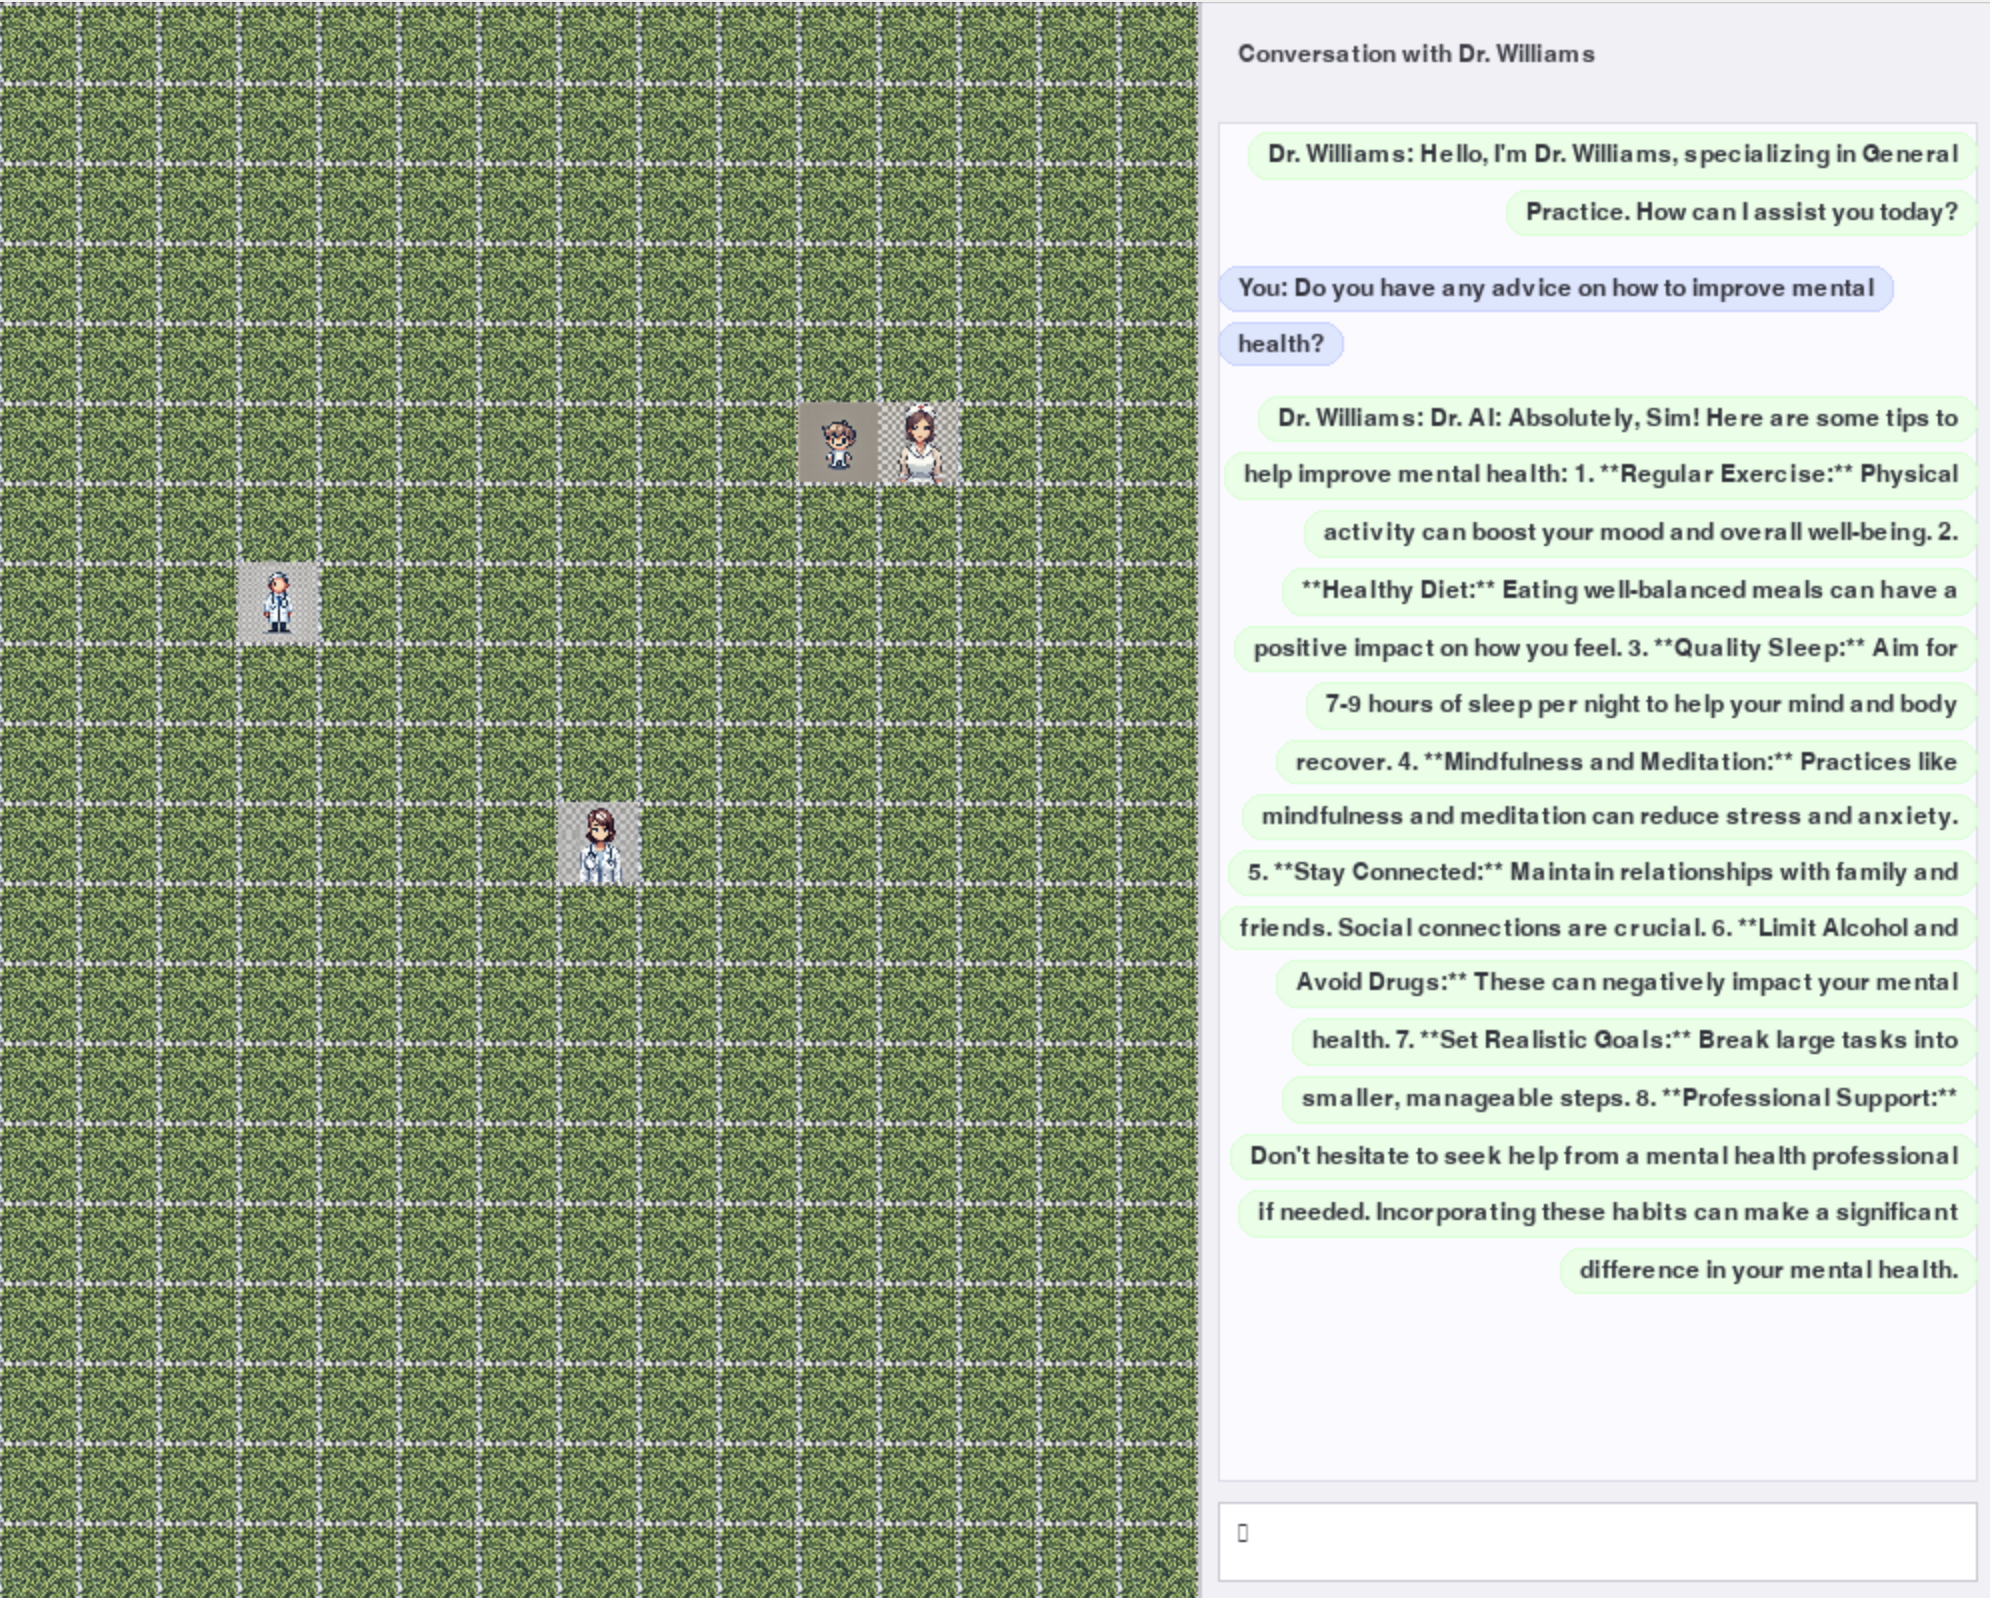 Conversation with Dr. Williams
Dr. Williams: Hello, I'm Dr. Williams, specializing in General
Practice. How can I assist you today?
You: Do you have any advice on how to improve mental
health?
Dr. Williams: Dr. AI: Absolutely, Sim! Here are some tips to
help improve mental health: 1. **Regular Exercise:** Physical
activity can boost your mood and overall well-being. 2.
**Healthy Diet:** Eating well-balanced meals can have a
positive impact on how you feel. 3. **Quality Sleep:** Aim for
7-9 hours of sleep per night to help your mind and body
recover. 4. **Mindfulness and Meditation:** Practices like
mindfulness and meditation can reduce stress and anxiety.
5. **Stay Connected:** Maintain relationships with family and
friends. Social connections are crucial. 6. **Limit Alcohol and
Avoid Drugs:** These can negatively impact your mental
health. 7. **Set Realistic Goals:** Break large tasks into
smaller, manageable steps. 8. **Professional Support:**
Don't hesitate to seek help from a mental health professional
if needed. Incorporating these habits can make a significant
difference in your mental health.